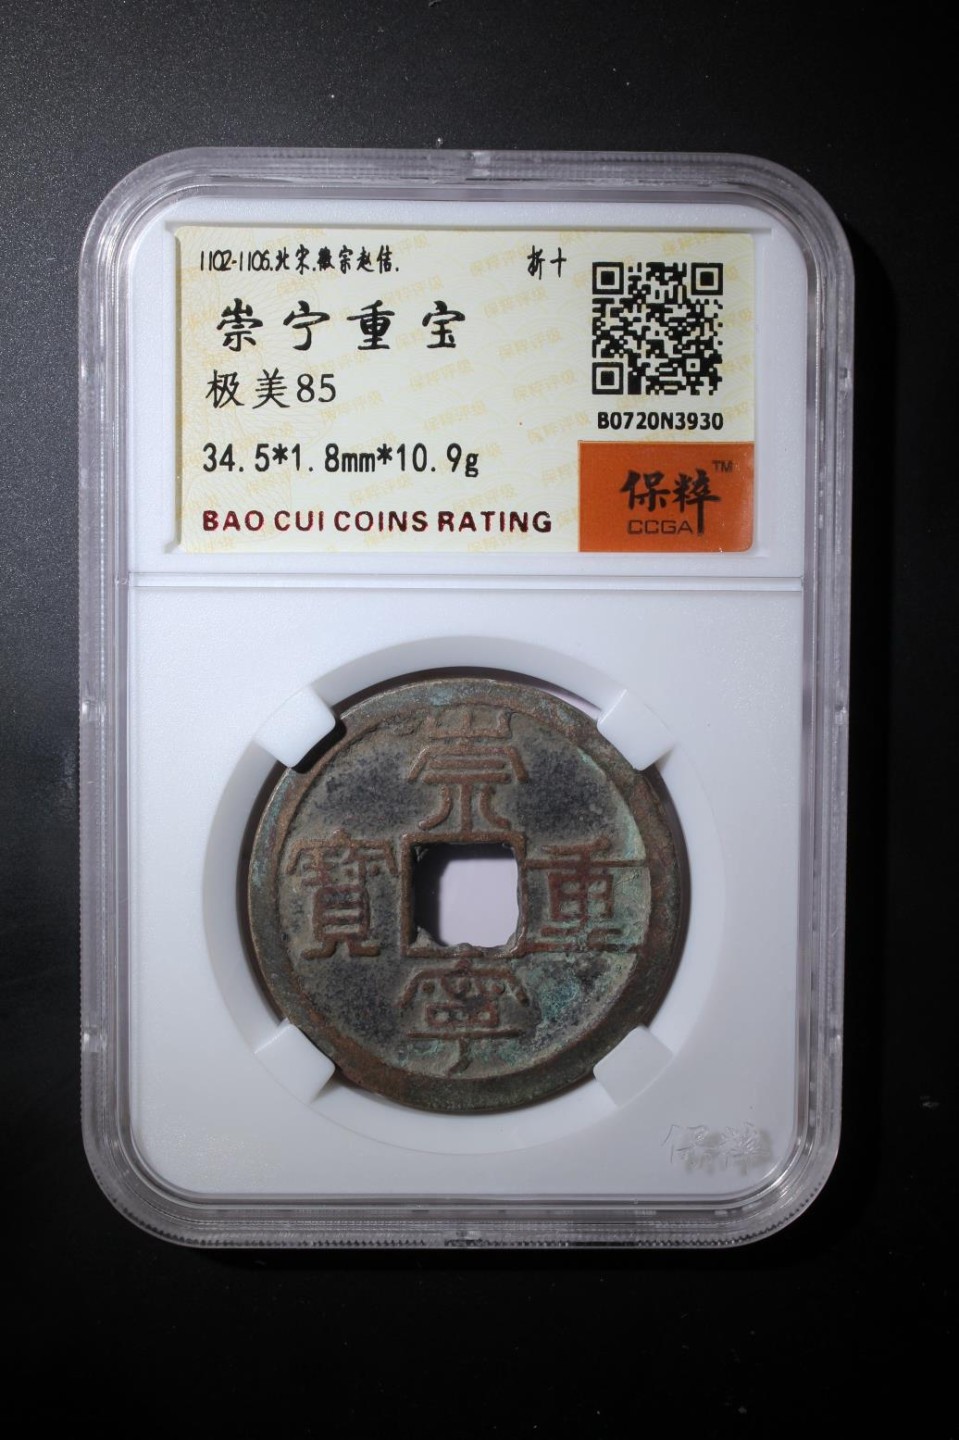 1102-1106.北宋.徽宗赵佶.
折十
崇宁重宝
极美85
34.5*1.8mm*10.9g
BAO CUI COINS RATING
B0720N3930
保粹™
CCGA
崇
寶 重
寧
保粹